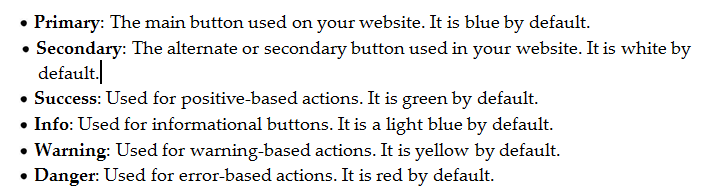 • Primary: The main button used on your website. It is blue by default.
• Secondary: The alternate or secondary button used in your website. It is white by
default.
• Success: Used for positive-based actions. It is green by default.
• Info: Used for informational buttons. It is a light blue by default.
• Warning: Used for warning-based actions. It is yellow by default.
• Danger: Used for error-based actions. It is red by default.